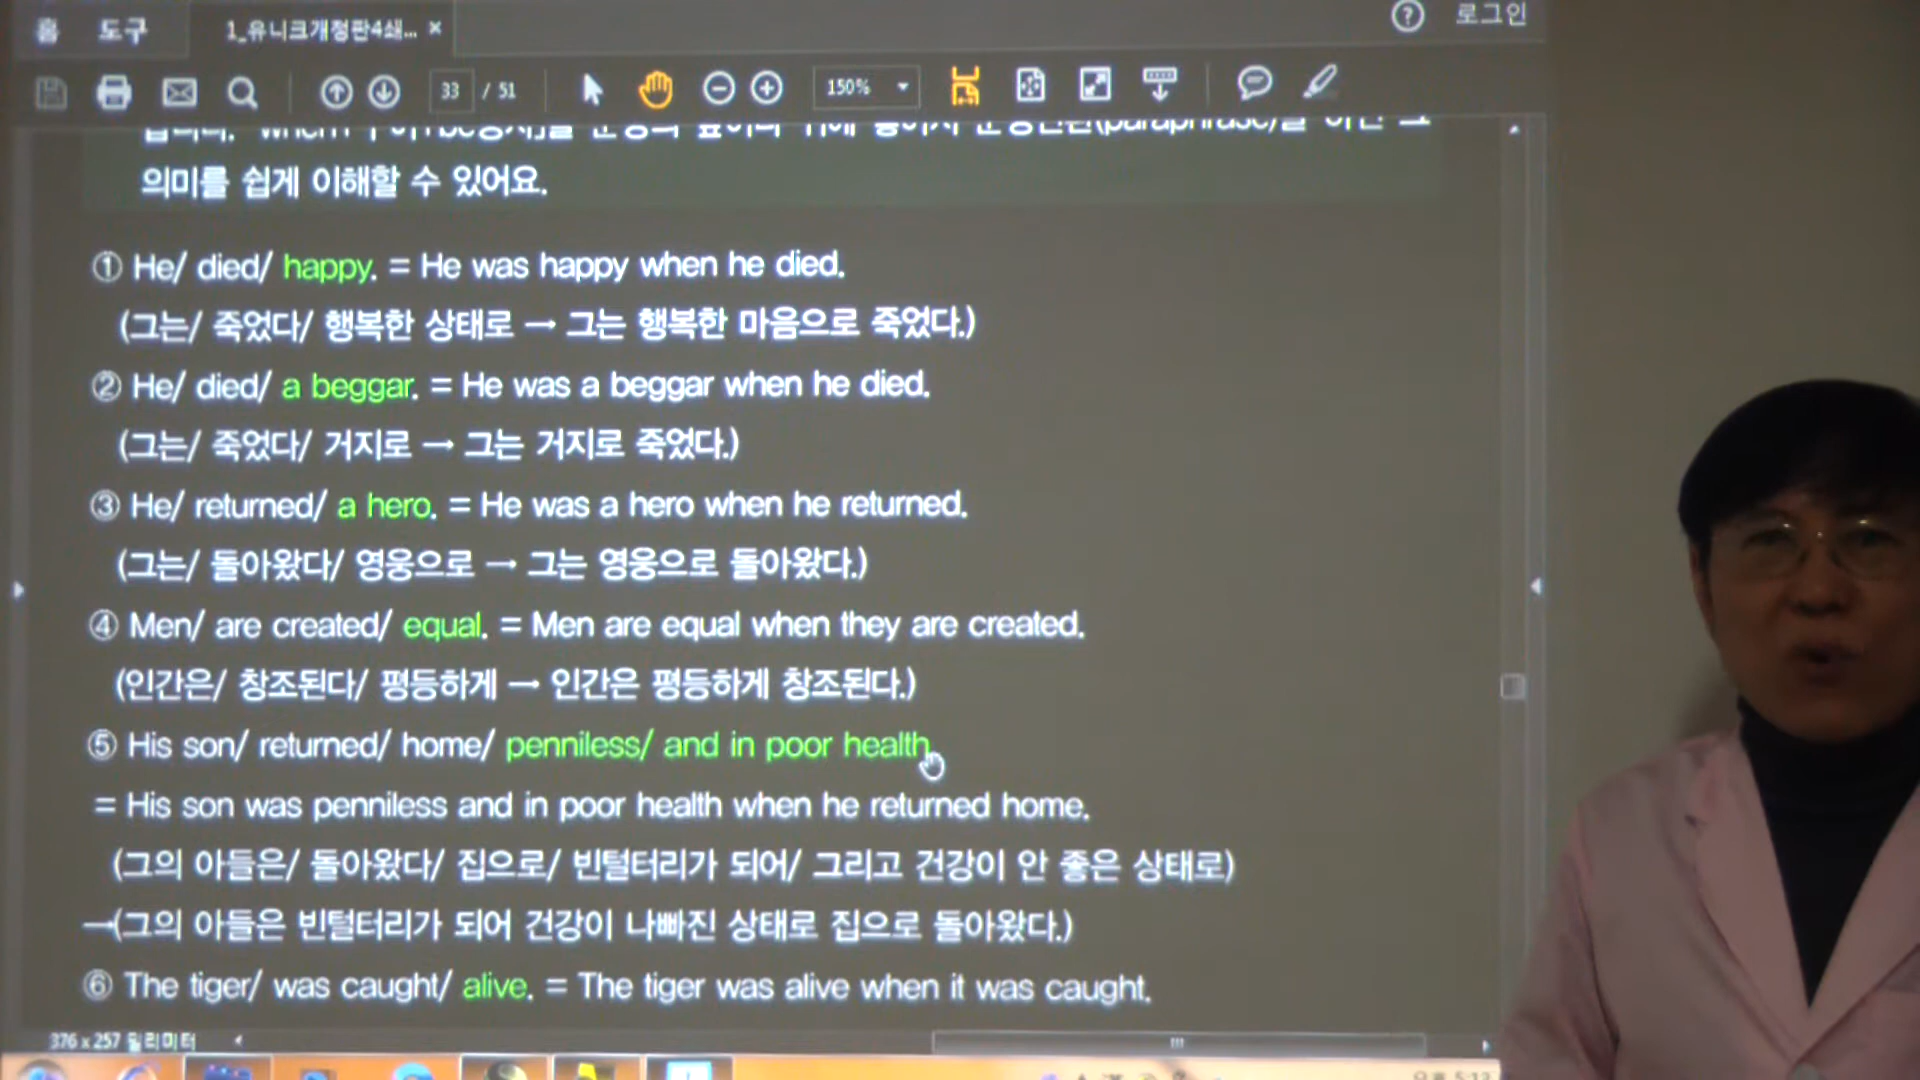 홈 도구 1_유니크개정판4쇄... ×
로그인
33 / 51 150%
의미를 쉽게 이해할 수 있어요.
① He/ died/ happy. = He was happy when he died.
(그는/ 죽었다/ 행복한 상태로 → 그는 행복한 마음으로 죽었다.)
② He/ died/ a beggar. = He was a beggar when he died.
(그는/ 죽었다/ 거지로 → 그는 거지로 죽었다.)
③ He/ returned/ a hero. = He was a hero when he returned.
(그는/ 돌아왔다/ 영웅으로 → 그는 영웅으로 돌아왔다.)
④ Men/ are created/ equal. = Men are equal when they are created.
(인간은/ 창조된다/ 평등하게 → 인간은 평등하게 창조된다.)
⑤ His son/ returned/ home/ penniless/ and in poor health
= His son was penniless and in poor health when he returned home.
(그의 아들은/ 돌아왔다/ 집으로/ 빈털터리가 되어/ 그리고 건강이 안 좋은 상태로)
→(그의 아들은 빈털터리가 되어 건강이 나빠진 상태로 집으로 돌아왔다.)
⑥ The tiger/ was caught/ alive. = The tiger was alive when it was caught.
376 x 257 밀리미터